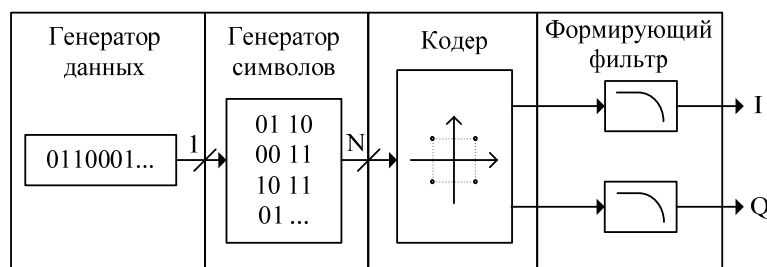 Генератор
данных
Генератор
символов
Кодер
Формирующий
фильтр
0110001...
1
01 10
00 11
10 11
01 ...
N
I
Q